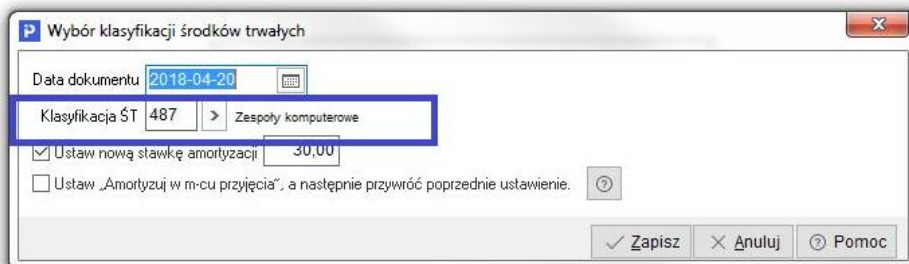 Wybór klasyfikacji środków trwałych
Data dokumentu 2018-04-20
Klasyfikacja ŚT 487 > Zespoły komputerowe
Ustaw nową stawkę amortyzacji 30,00
Ustaw „Amortyzuj w m-cu przyjęcia", a następnie przywróć poprzednie ustawienie.
Zapisz Anuluj Pomoc